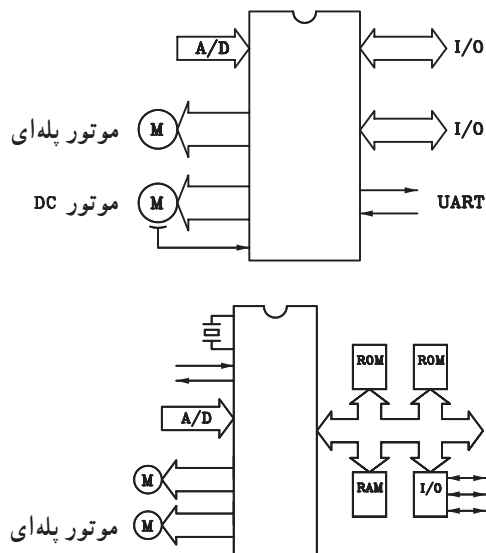 A/D
I/O
موتور پله‌ای M
I/O
موتور DC M
UART
ROM ROM
A/D
M
RAM I/O
موتور پله‌ای M